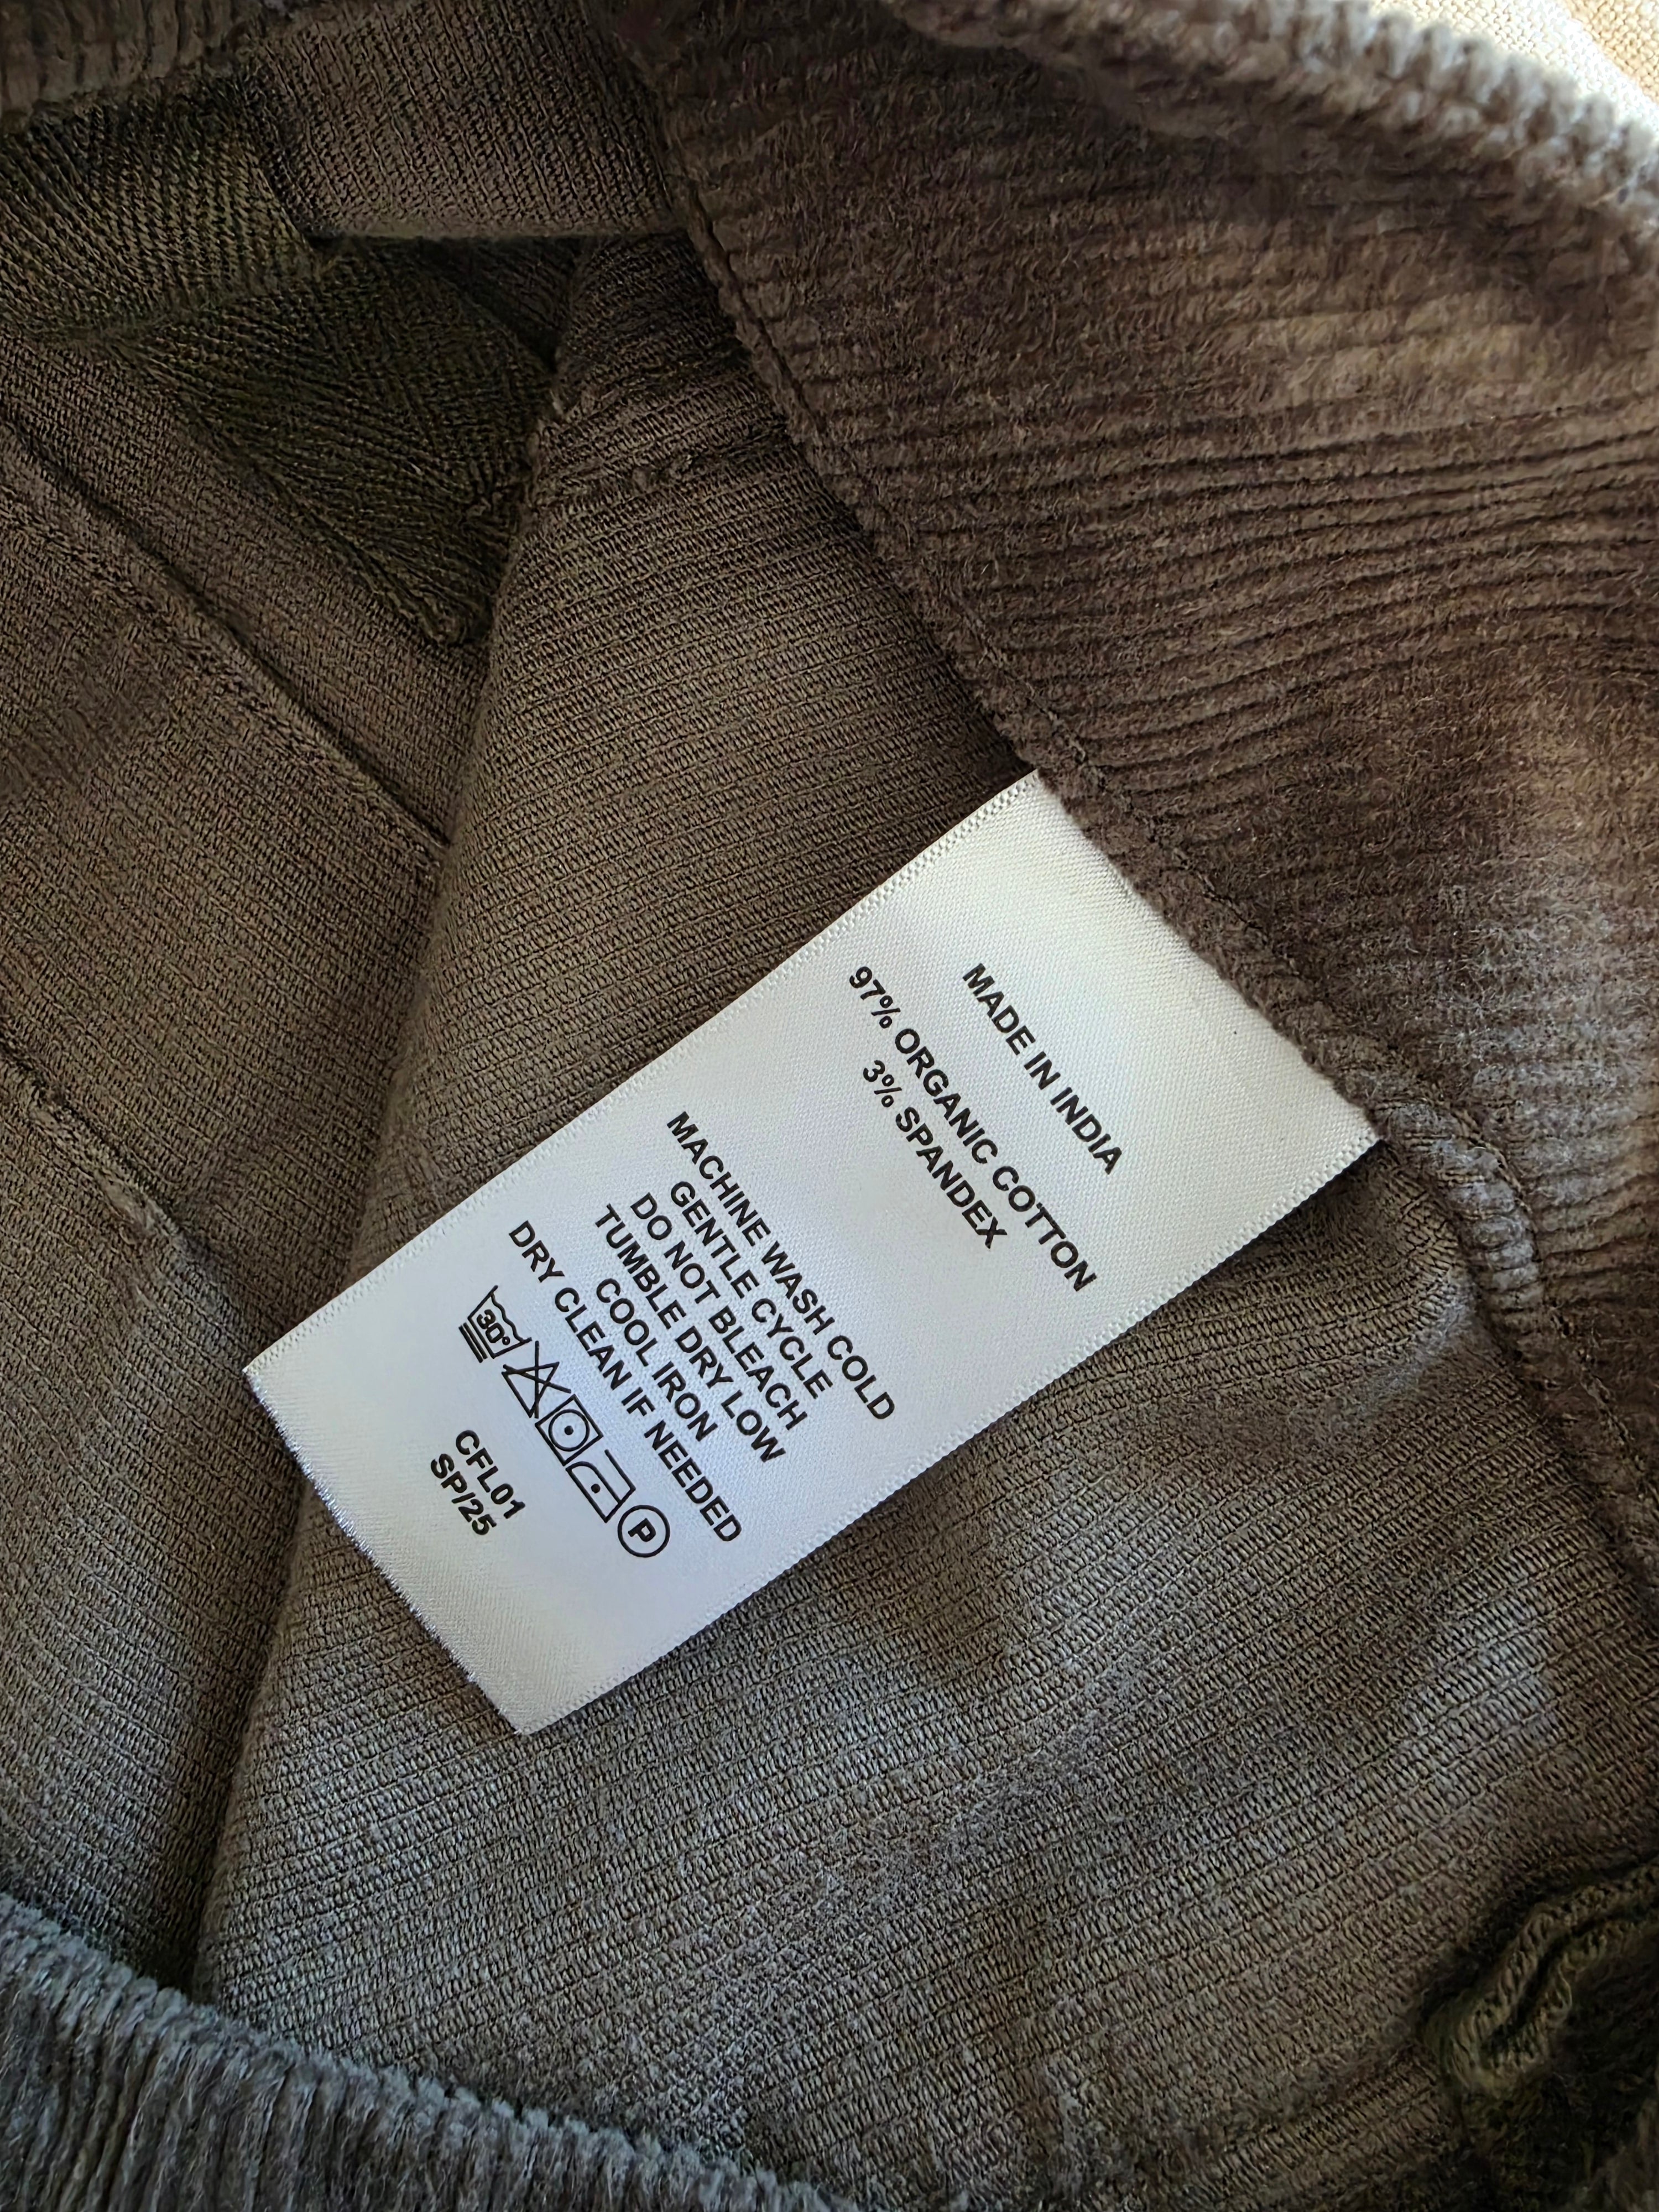 MADE IN INDIA
97% ORGANIC COTTON
3% SPANDEX
MACHINE WASH COLD
GENTLE CYCLE
DO NOT BLEACH
TUMBLE DRY LOW
COOL IRON
DRY CLEAN IF NEEDED
30° P
CFL01
SP/25